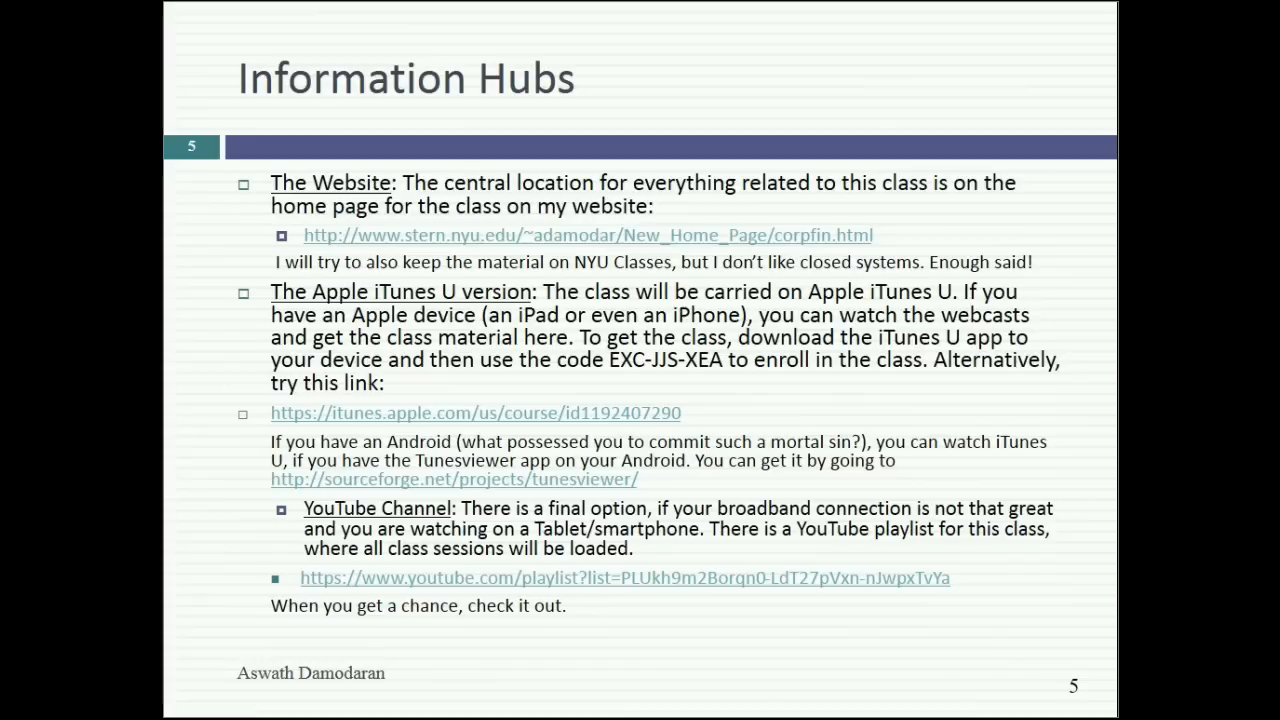 Information Hubs
5
The Website: The central location for everything related to this class is on the
home page for the class on my website:
http://www.stern.nyu.edu/~adamodar/New_Home_Page/corpfin.html
I will try to also keep the material on NYU Classes, but I don’t like closed systems. Enough said!
The Apple iTunes U version: The class will be carried on Apple iTunes U. If you
have an Apple device (an iPad or even an iPhone), you can watch the webcasts
and get the class material here. To get the class, download the iTunes U app to
your device and then use the code EXC-JJS-XEA to enroll in the class. Alternatively,
try this link:
https://itunes.apple.com/us/course/id1192407290
If you have an Android (what possessed you to commit such a mortal sin?), you can watch iTunes
U, if you have the Tunesviewer app on your Android. You can get it by going to
http://sourceforge.net/projects/tunesviewer/
YouTube Channel: There is a final option, if your broadband connection is not that great
and you are watching on a Tablet/smartphone. There is a YouTube playlist for this class,
where all class sessions will be loaded.
https://www.youtube.com/playlist?list=PLUkh9m2Borqn0-LdT27pVxn-nJwpxTvYa
When you get a chance, check it out.
Aswath Damodaran
5